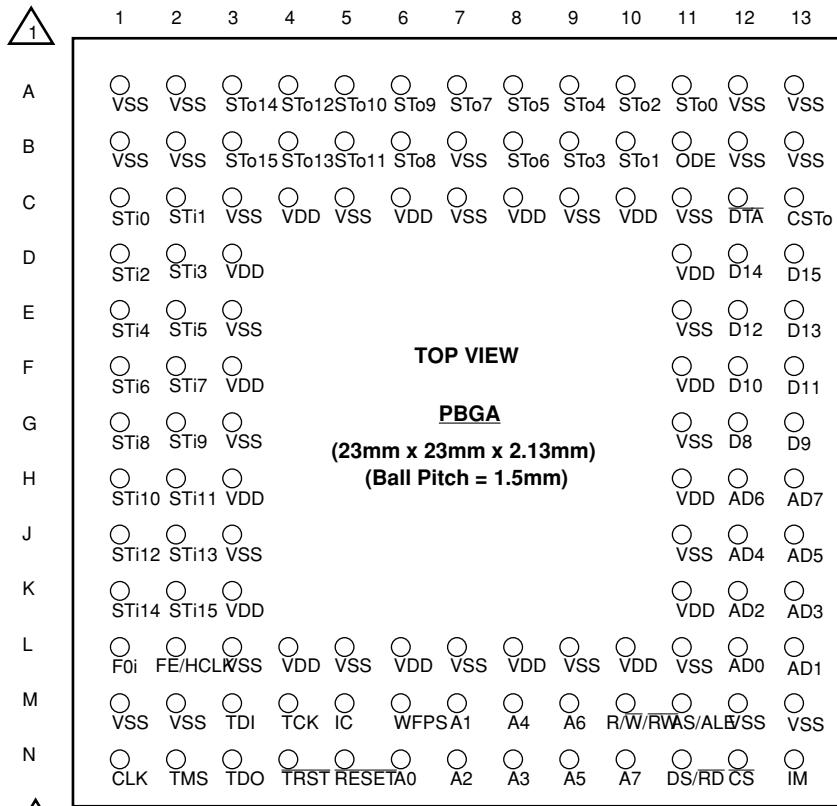 1 1 2 3 4 5 6 7 8 9 10 11 12 13
A
VSS VSS STo14 STo12 STo10 STo9 STo7 STo5 STo4 STo2 STo0 VSS VSS
B
VSS VSS STo15 STo13 STo11 STo8 VSS STo6 STo3 STo1 ODE VSS VSS
C
STi0 STi1 VSS VDD VSS VDD VSS VDD VSS VDD VSS DTA CSTo
D
STi2 STi3 VDD VDD D14 D15
E
STi4 STi5 VSS VSS D12 D13
TOP VIEW
F
STi6 STi7 VDD VDD D10 D11
PBGA
G
STi8 STi9 VSS VSS D8 D9
(23mm x 23mm x 2.13mm)
H
(Ball Pitch = 1.5mm)
STi10 STi11 VDD VDD AD6 AD7
J
STi12 STi13 VSS VSS AD4 AD5
K
STi14 STi15 VDD VDD AD2 AD3
L
F0i FE/HCLK VSS VDD VSS VDD VSS VDD VSS VDD VSS AD0 AD1
M
VSS VSS TDI TCK IC WFPS A1 A4 A6 R/W/RW AS/ALE VSS VSS
N
CLK TMS TDO TRST RESET A0 A2 A3 A5 A7 DS/RD CS IM